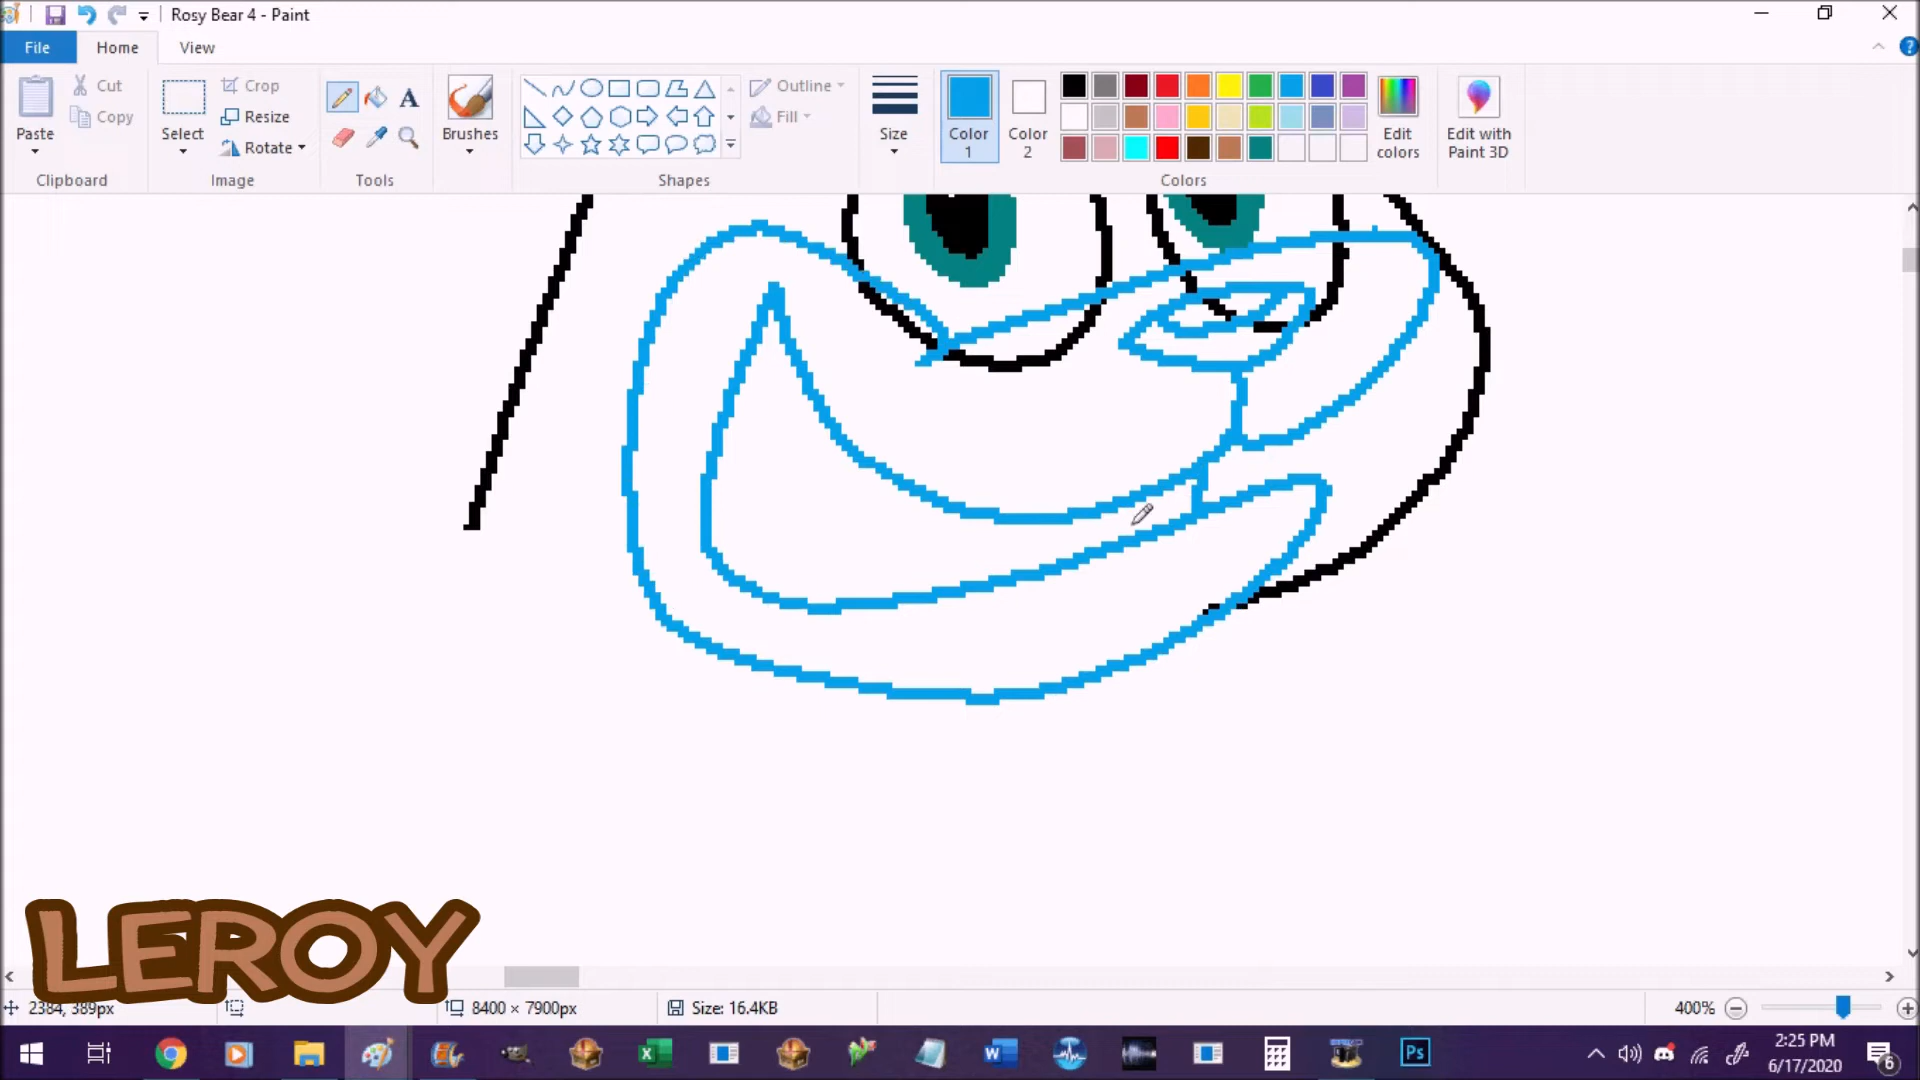 Rosy Bear 4 - Paint
File Home View
Cut
Copy
Paste
Clipboard
Select
Crop
Resize
Rotate
Image
A
Tools
Brushes
Outline
Fill
Shapes
Size
Color 1
Color 2
Edit colors
Edit with Paint 3D
Colors
LEROY
2384, 389px
8400 × 7900px
Size: 16.4KB
400%
W
Ps
2:25 PM
6/17/2020
6